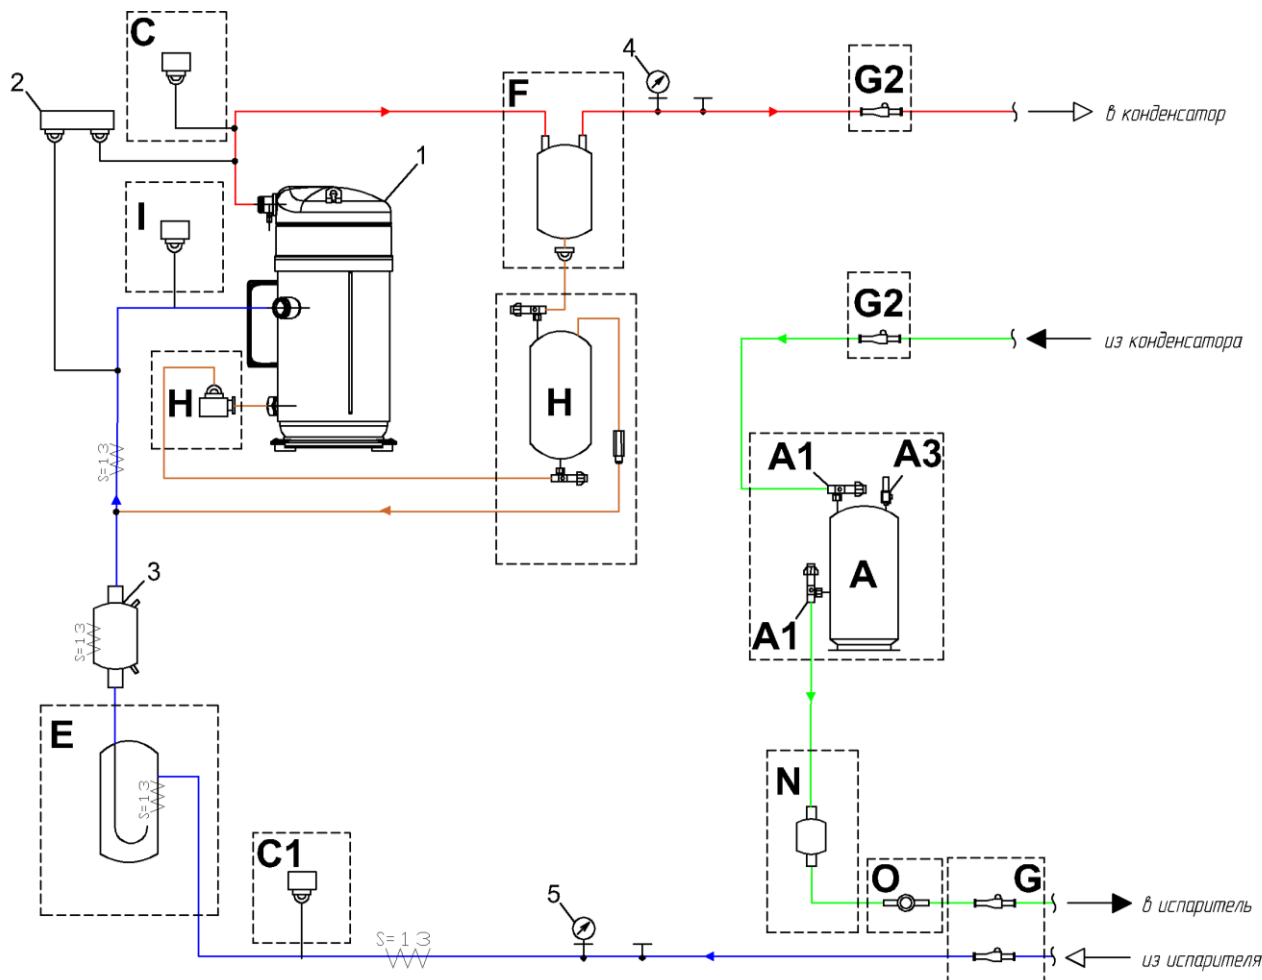 C
4
2
F
G2
в конденсатор
1
I
G2
из конденсатора
H
H
S=13
A1
A3
A
3
S=13
A1
E
N
S=13
C1
O
G
5
в испаритель
S=13
из испарителя